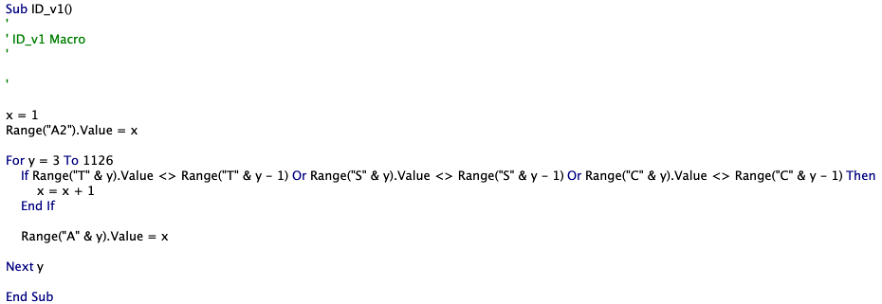 Sub ID_v1()
'
' ID_v1 Macro
'

'

x = 1
Range("A2").Value = x

For y = 3 To 1126
    If Range("T" & y).Value <> Range("T" & y - 1) Or Range("S" & y).Value <> Range("S" & y - 1) Or Range("C" & y).Value <> Range("C" & y - 1) Then
        x = x + 1
    End If

    Range("A" & y).Value = x

Next y

End Sub